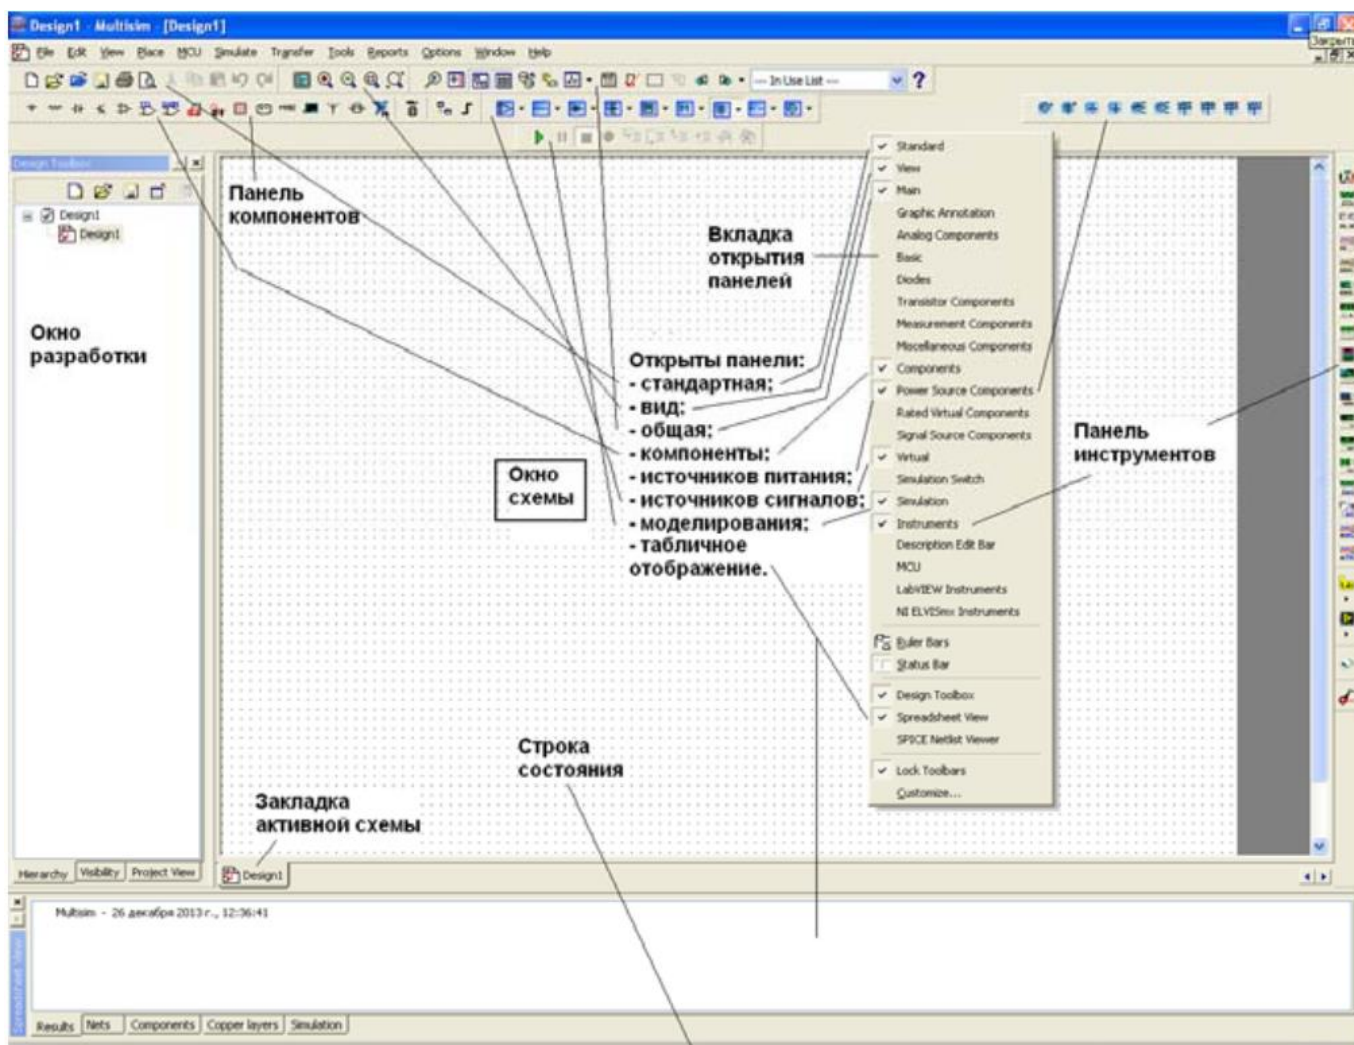 Design1 - Multisim - [Design1]
Закрыть
File Edit View Place MCU Simulate Transfer Tools Reports Options Window Help
--- In Use List ---
Design Toolbox
Design1
Design1
Панель
компонентов
Окно
разработки
Вкладка
открытия
панелей
Открыты панели:
- стандартная;
- вид;
- общая;
- компоненты;
- источников питания;
- источников сигналов;
- моделирования;
- табличное
отображение.
Окно
схемы
Standard
View
Main
Graphic Annotation
Analog Components
Basic
Diodes
Transistor Components
Measurement Components
Miscellaneous Components
Components
Power Source Components
Rated Virtual Components
Signal Source Components
Virtual
Simulation Switch
Simulation
Instruments
Description Edit Bar
MCU
LabVIEW Instruments
NI ELVISmx Instruments
Ruler Bars
Status Bar
Design Toolbox
Spreadsheet View
SPICE Netlist Viewer
Lock Toolbars
Customize...
Панель
инструментов
Строка
состояния
Закладка
активной схемы
Hierarchy Visibility Project View
Design1
Multisim - 26 декабря 2013 г., 12:36:41
Spreadsheet View
Results Nets Components Copper layers Simulation